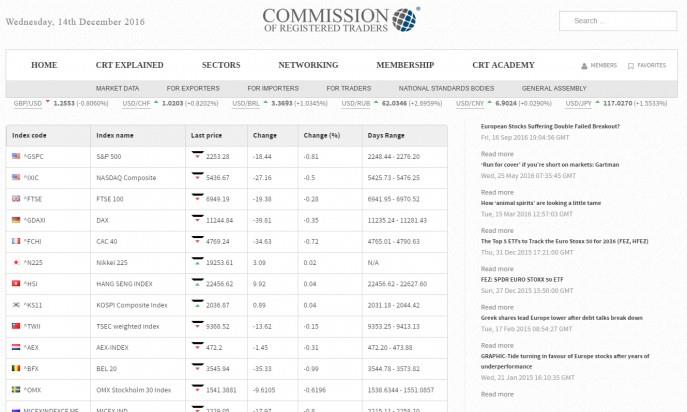 Wednesday, 14th December 2016
COMMISSION
OF REGISTERED TRADERS
Search ...
HOME CRT EXPLAINED SECTORS NETWORKING MEMBERSHIP CRT ACADEMY MEMBERS FAVORITES
MARKET DATA FOR EXPORTERS FOR IMPORTERS FOR TRADERS NATIONAL STANDARDS BODIES GENERAL ASSEMBLY
GBP/USD 1.2553 (-0.8060%) USD/CHF 1.0203 (+0.8202%) USD/BRL 3.3693 (+1.0345%) USD/RUB 62.0346 (+2.6959%) USD/CNY 6.9024 (+0.0290%) USD/JPY 117.0270 (+1.5533%)
Index code Index name Last price Change Change (%) Days Range
^GSPC S&P 500 2253.28 -18.44 -0.81 2248.44 - 2276.20
^IXIC NASDAQ Composite 5436.67 -27.16 -0.5 5425.73 - 5476.25
^FTSE FTSE 100 6949.19 -19.38 -0.28 6941.95 - 6970.52
^GDAXI DAX 11244.84 -39.81 -0.35 11235.24 - 11281.43
^FCHI CAC 40 4769.24 -34.63 -0.72 4765.01 - 4790.63
^N225 Nikkei 225 19253.61 3.09 0.02 N/A
^HSI HANG SENG INDEX 22456.62 9.92 0.04 22456.62 - 22627.60
^KS11 KOSPI Composite Index 2036.87 0.89 0.04 2031.18 - 2044.42
^TWII TSEC weighted index 9368.52 -13.62 -0.15 9353.25 - 9413.13
^AEX AEX-INDEX 472.2 -1.45 -0.31 472.20 - 473.88
^BFX BEL 20 3545.94 -35.33 -0.99 3544.78 - 3573.82
^OMX OMX Stockholm 30 Index 1541.3881 -9.6105 -0.6196 1538.6344 - 1551.0857
European Stocks Suffering Double Failed Breakout?
Fri, 16 Sep 2016 19:04:56 GMT
Read more
'Run for cover' if you're short on markets: Gartman
Wed, 25 May 2016 07:35:45 GMT
Read more
How 'animal spirits' are looking a little tame
Tue, 15 Mar 2016 12:57:03 GMT
Read more
The Top 5 ETFs to Track the Euro Stoxx 50 for 2016 (FEZ, HFEZ)
Thu, 31 Dec 2015 17:21:00 GMT
Read more
FEZ: SPDR EURO STOXX 50 ETF
Sun, 27 Dec 2015 15:50:00 GMT
Read more
Greek shares lead Europe lower after debt talks break down
Tue, 17 Feb 2015 08:54:27 GMT
Read more
GRAPHIC-Tide turning in favour of Europe stocks after years of
underperformance
Wed, 21 Jan 2015 16:10:35 GMT
Read more